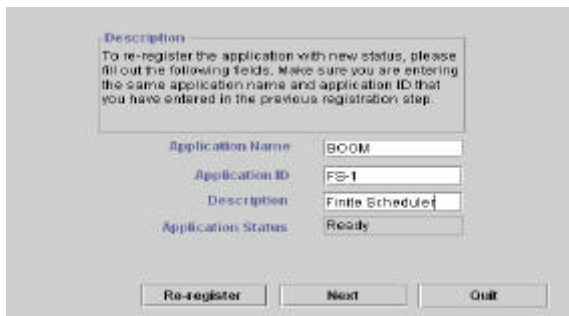 Description
To re-register the application with new status, please
fill out the following fields. Make sure you are entering
the same application name and application ID that
you have entered in the previous registration step.
Application Name BOOM
Application ID FS-1
Description Finite Scheduler
Application Status Ready
Re-register Next Quit